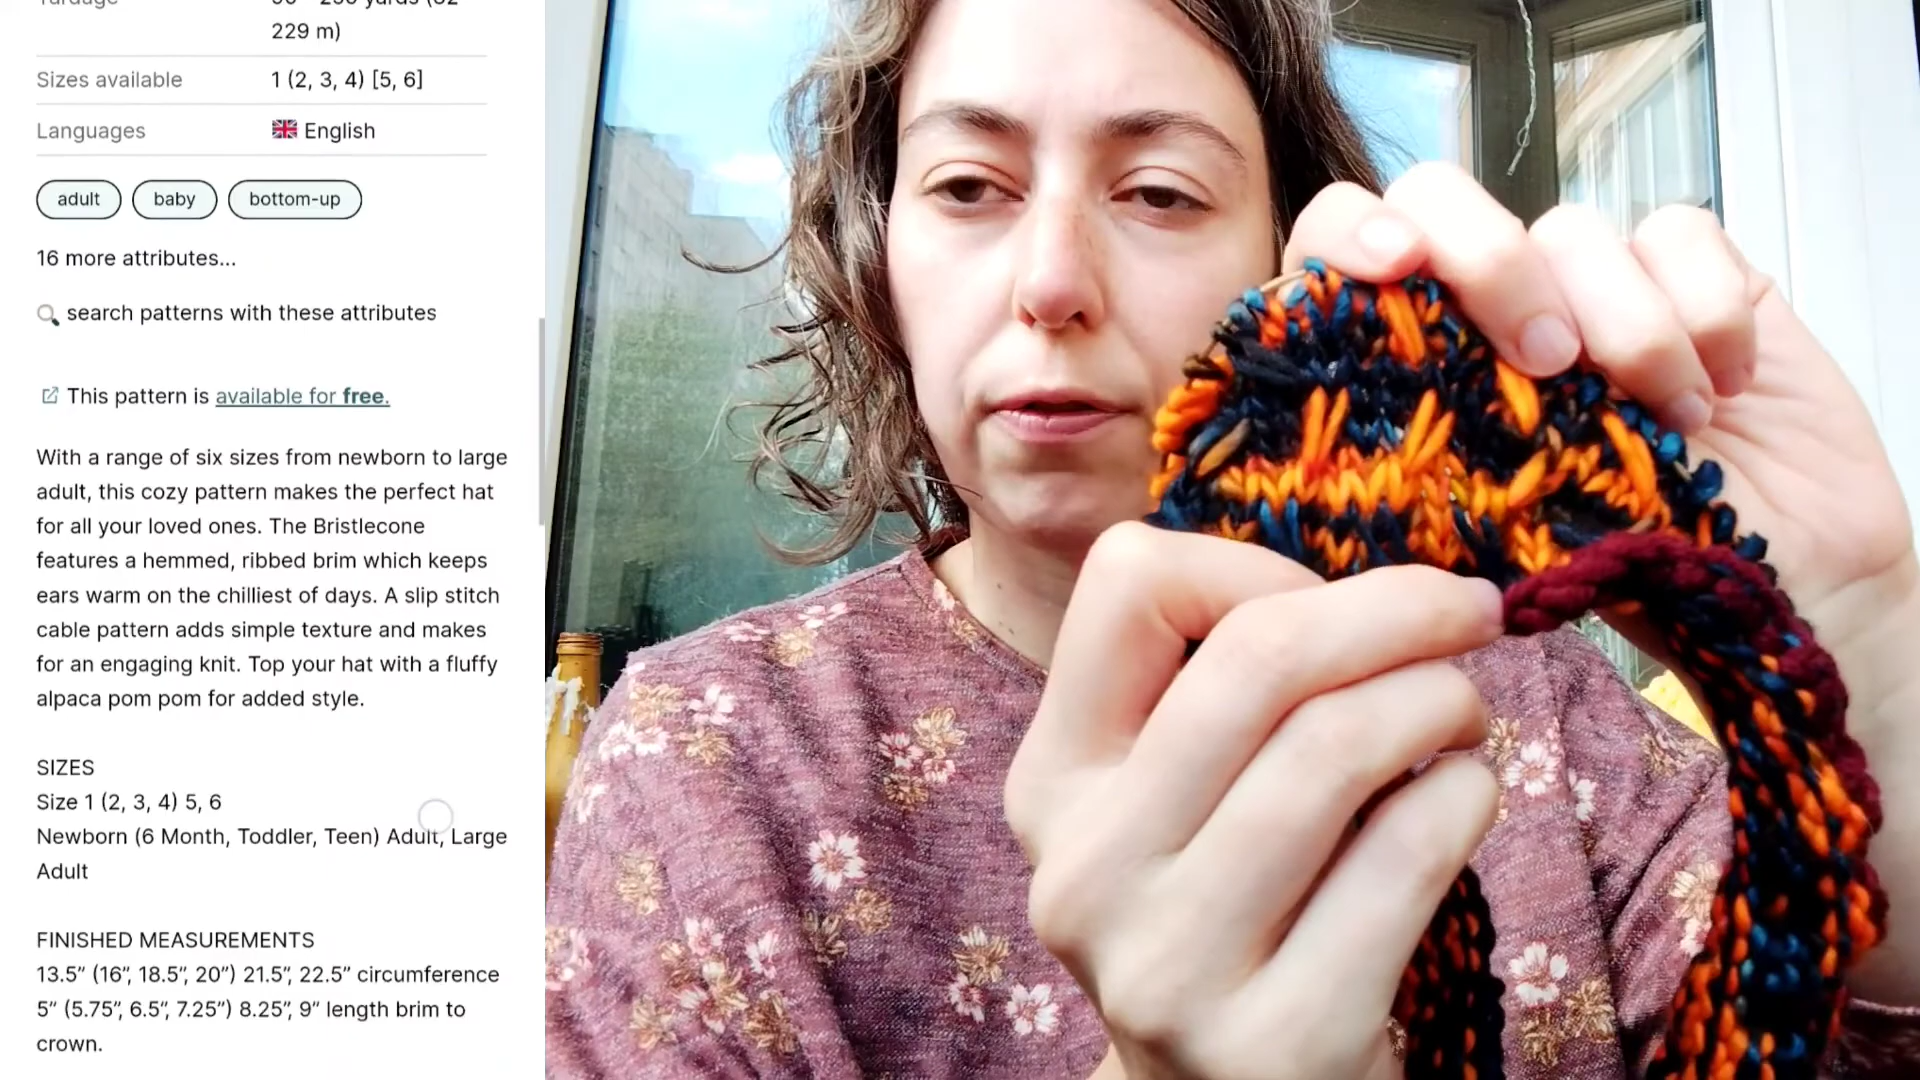 229 m)
Sizes available 1 (2, 3, 4) [5, 6]
Languages English
adult baby bottom-up
16 more attributes...
search patterns with these attributes
This pattern is available for free.
With a range of six sizes from newborn to large
adult, this cozy pattern makes the perfect hat
for all your loved ones. The Bristlecone
features a hemmed, ribbed brim which keeps
ears warm on the chilliest of days. A slip stitch
cable pattern adds simple texture and makes
for an engaging knit. Top your hat with a fluffy
alpaca pom pom for added style.
SIZES
Size 1 (2, 3, 4) 5, 6
Newborn (6 Month, Toddler, Teen) Adult, Large
Adult
FINISHED MEASUREMENTS
13.5” (16”, 18.5”, 20”) 21.5”, 22.5” circumference
5” (5.75”, 6.5”, 7.25”) 8.25”, 9” length brim to
crown.